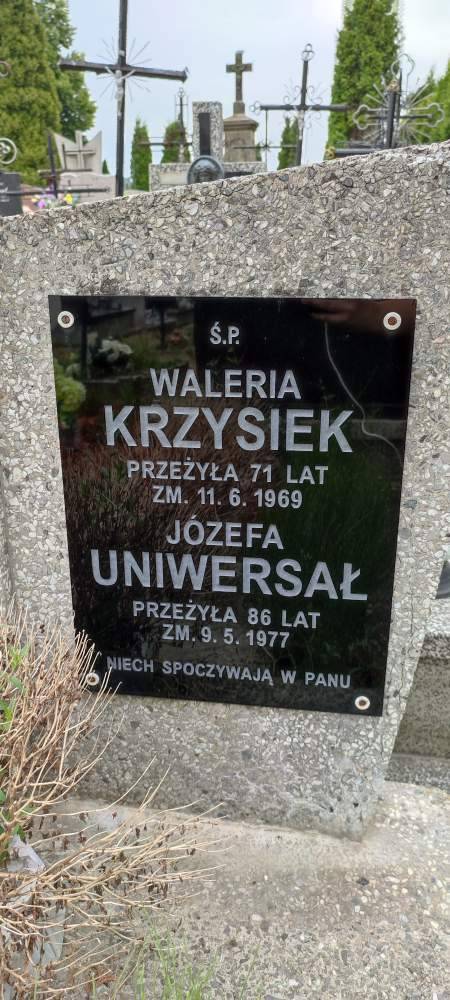 Ś.P.
WALERIA
KRZYSIEK
PRZEŻYŁA 71 LAT
ZM. 11. 6. 1969
JÓZEFA
UNIWERSAŁ
PRZEŻYŁA 86 LAT
ZM. 9. 5. 1977
NIECH SPOCZYWAJĄ W PANU